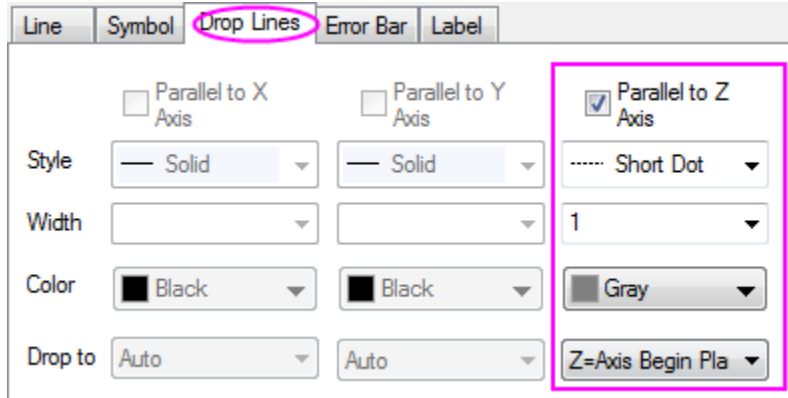 Line Symbol Drop Lines Error Bar Label
Parallel to X Axis Parallel to Y Axis Parallel to Z Axis
Style Solid Solid Short Dot
Width 1
Color Black Black Gray
Drop to Auto Auto Z=Axis Begin Pla